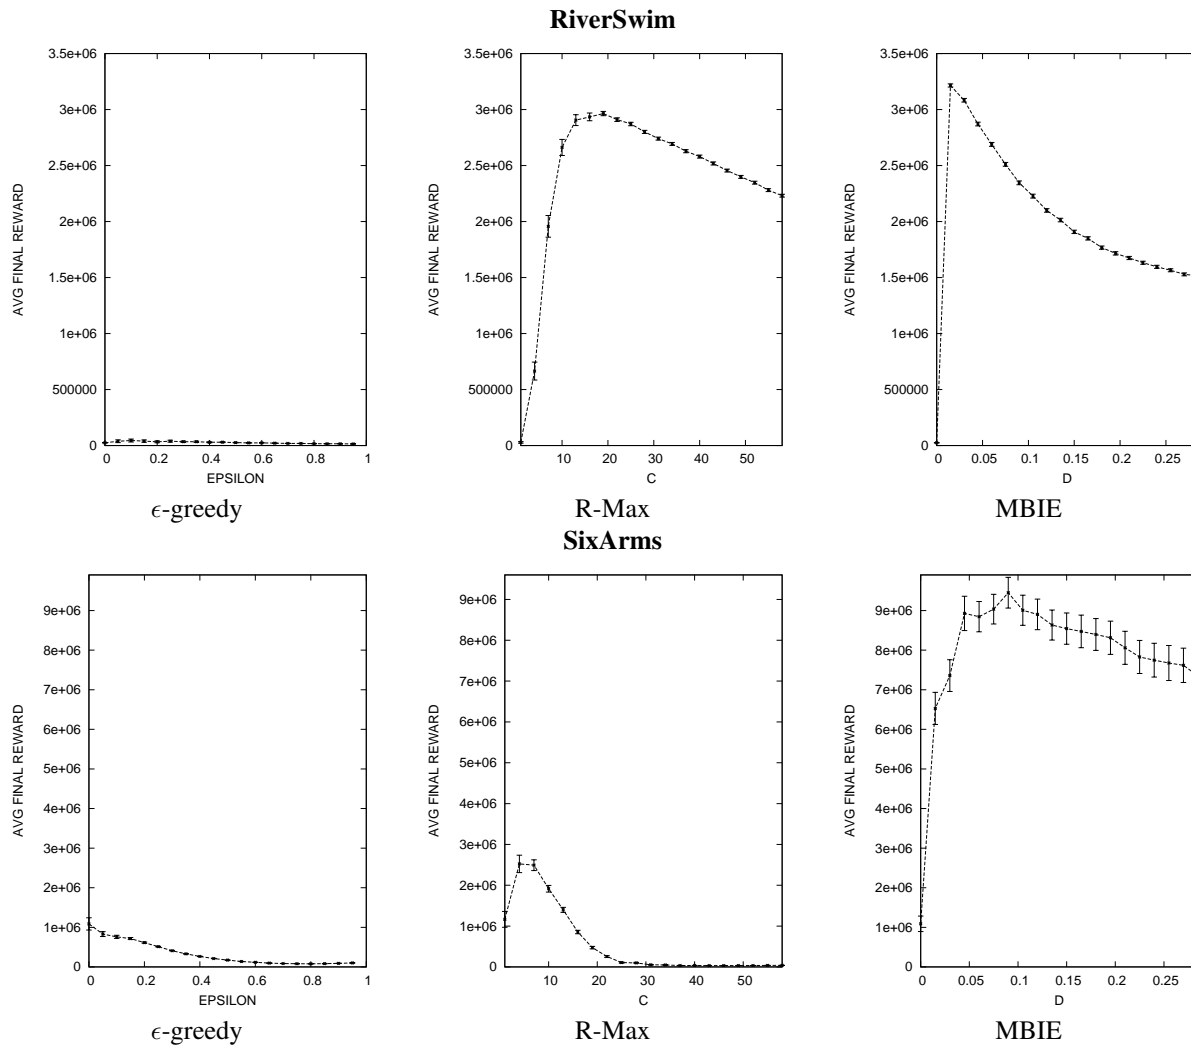 RiverSwim
3.5e+06
3e+06
2.5e+06
2e+06
1.5e+06
1e+06
500000
0
AVG FINAL REWARD
0 0.2 0.4 0.6 0.8 1
EPSILON
ϵ-greedy
3.5e+06
3e+06
2.5e+06
2e+06
1.5e+06
1e+06
500000
0
AVG FINAL REWARD
10 20 30 40 50
C
R-Max
3.5e+06
3e+06
2.5e+06
2e+06
1.5e+06
1e+06
500000
0
AVG FINAL REWARD
0 0.05 0.1 0.15 0.2 0.25
D
MBIE
SixArms
9e+06
8e+06
7e+06
6e+06
5e+06
4e+06
3e+06
2e+06
1e+06
0
AVG FINAL REWARD
0 0.2 0.4 0.6 0.8 1
EPSILON
ϵ-greedy
9e+06
8e+06
7e+06
6e+06
5e+06
4e+06
3e+06
2e+06
1e+06
0
AVG FINAL REWARD
10 20 30 40 50
C
R-Max
9e+06
8e+06
7e+06
6e+06
5e+06
4e+06
3e+06
2e+06
1e+06
0
AVG FINAL REWARD
0 0.05 0.1 0.15 0.2 0.25
D
MBIE